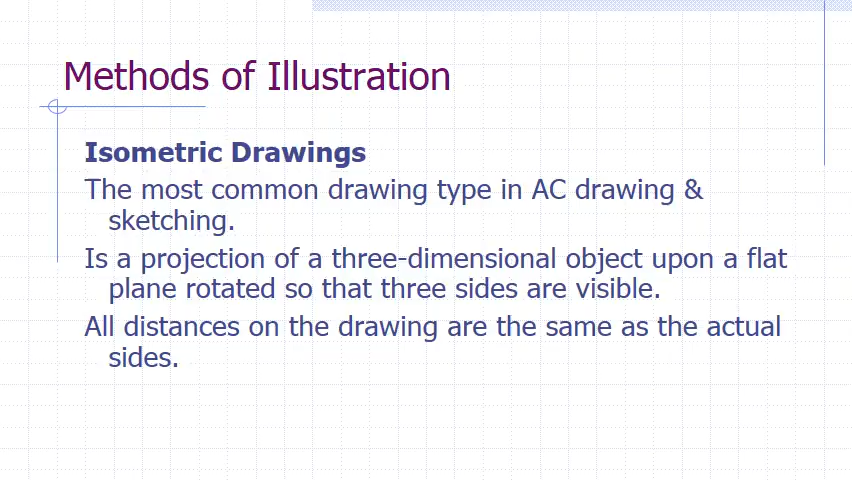 Methods of Illustration
Isometric Drawings
The most common drawing type in AC drawing &
sketching.
Is a projection of a three-dimensional object upon a flat
plane rotated so that three sides are visible.
All distances on the drawing are the same as the actual
sides.